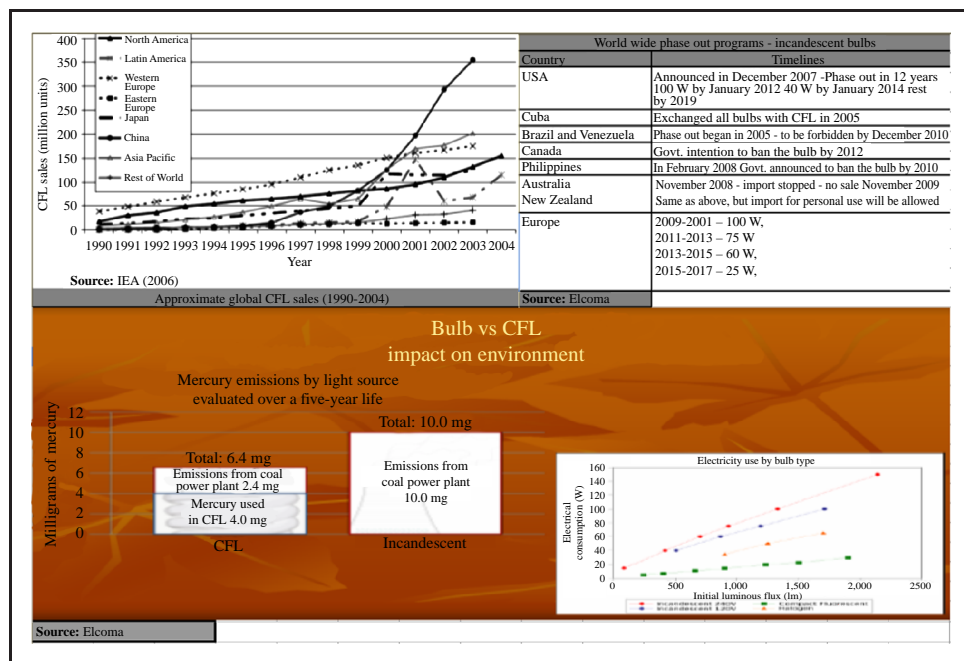 400
350
300
250
200
150
100
50
0
CFL sales (million units)
North America
Latin America
Western
Europe
Eastern
Europe
Japan
China
Asia Pacific
Rest of World
1990 1991 1992 1993 1994 1995 1996 1997 1998 1999 2000 2001 2002 2003 2004
Year
Source: IEA (2006)
Approximate global CFL sales (1990-2004)
World wide phase out programs - incandescent bulbs
Country Timelines
USA Announced in December 2007 -Phase out in 12 years
100 W by January 2012 40 W by January 2014 rest
by 2019
Cuba Exchanged all bulbs with CFL in 2005
Brazil and Venezuela Phase out began in 2005 - to be forbidden by December 2010
Canada Govt. intention to ban the bulb by 2012
Philippines In February 2008 Govt. announced to ban the bulb by 2010
Australia November 2008 - import stopped - no sale November 2009
New Zealand Same as above, but import for personal use will be allowed
Europe 2009-2001 – 100 W,
2011-2013 – 75 W
2013-2015 – 60 W,
2015-2017 – 25 W,
Source: Elcoma
Bulb vs CFL
impact on environment
Mercury emissions by light source
evaluated over a five-year life
Milligrams of mercury
12
10
8
6
4
2
0
Total: 6.4 mg
Emissions from coal
power plant 2.4 mg
Mercury used
in CFL 4.0 mg
CFL
Total: 10.0 mg
Emissions from
coal power plant
10.0 mg
Incandescent
Electricity use by bulb type
Electrical
consumption (W)
160
140
120
100
80
60
40
20
0
0 500 1,000 1,500 2,000 2500
Initial luminous flux (lm)
Incandescent 230V Compact Fluorescent
Incandescent 120V Halogen
Source: Elcoma